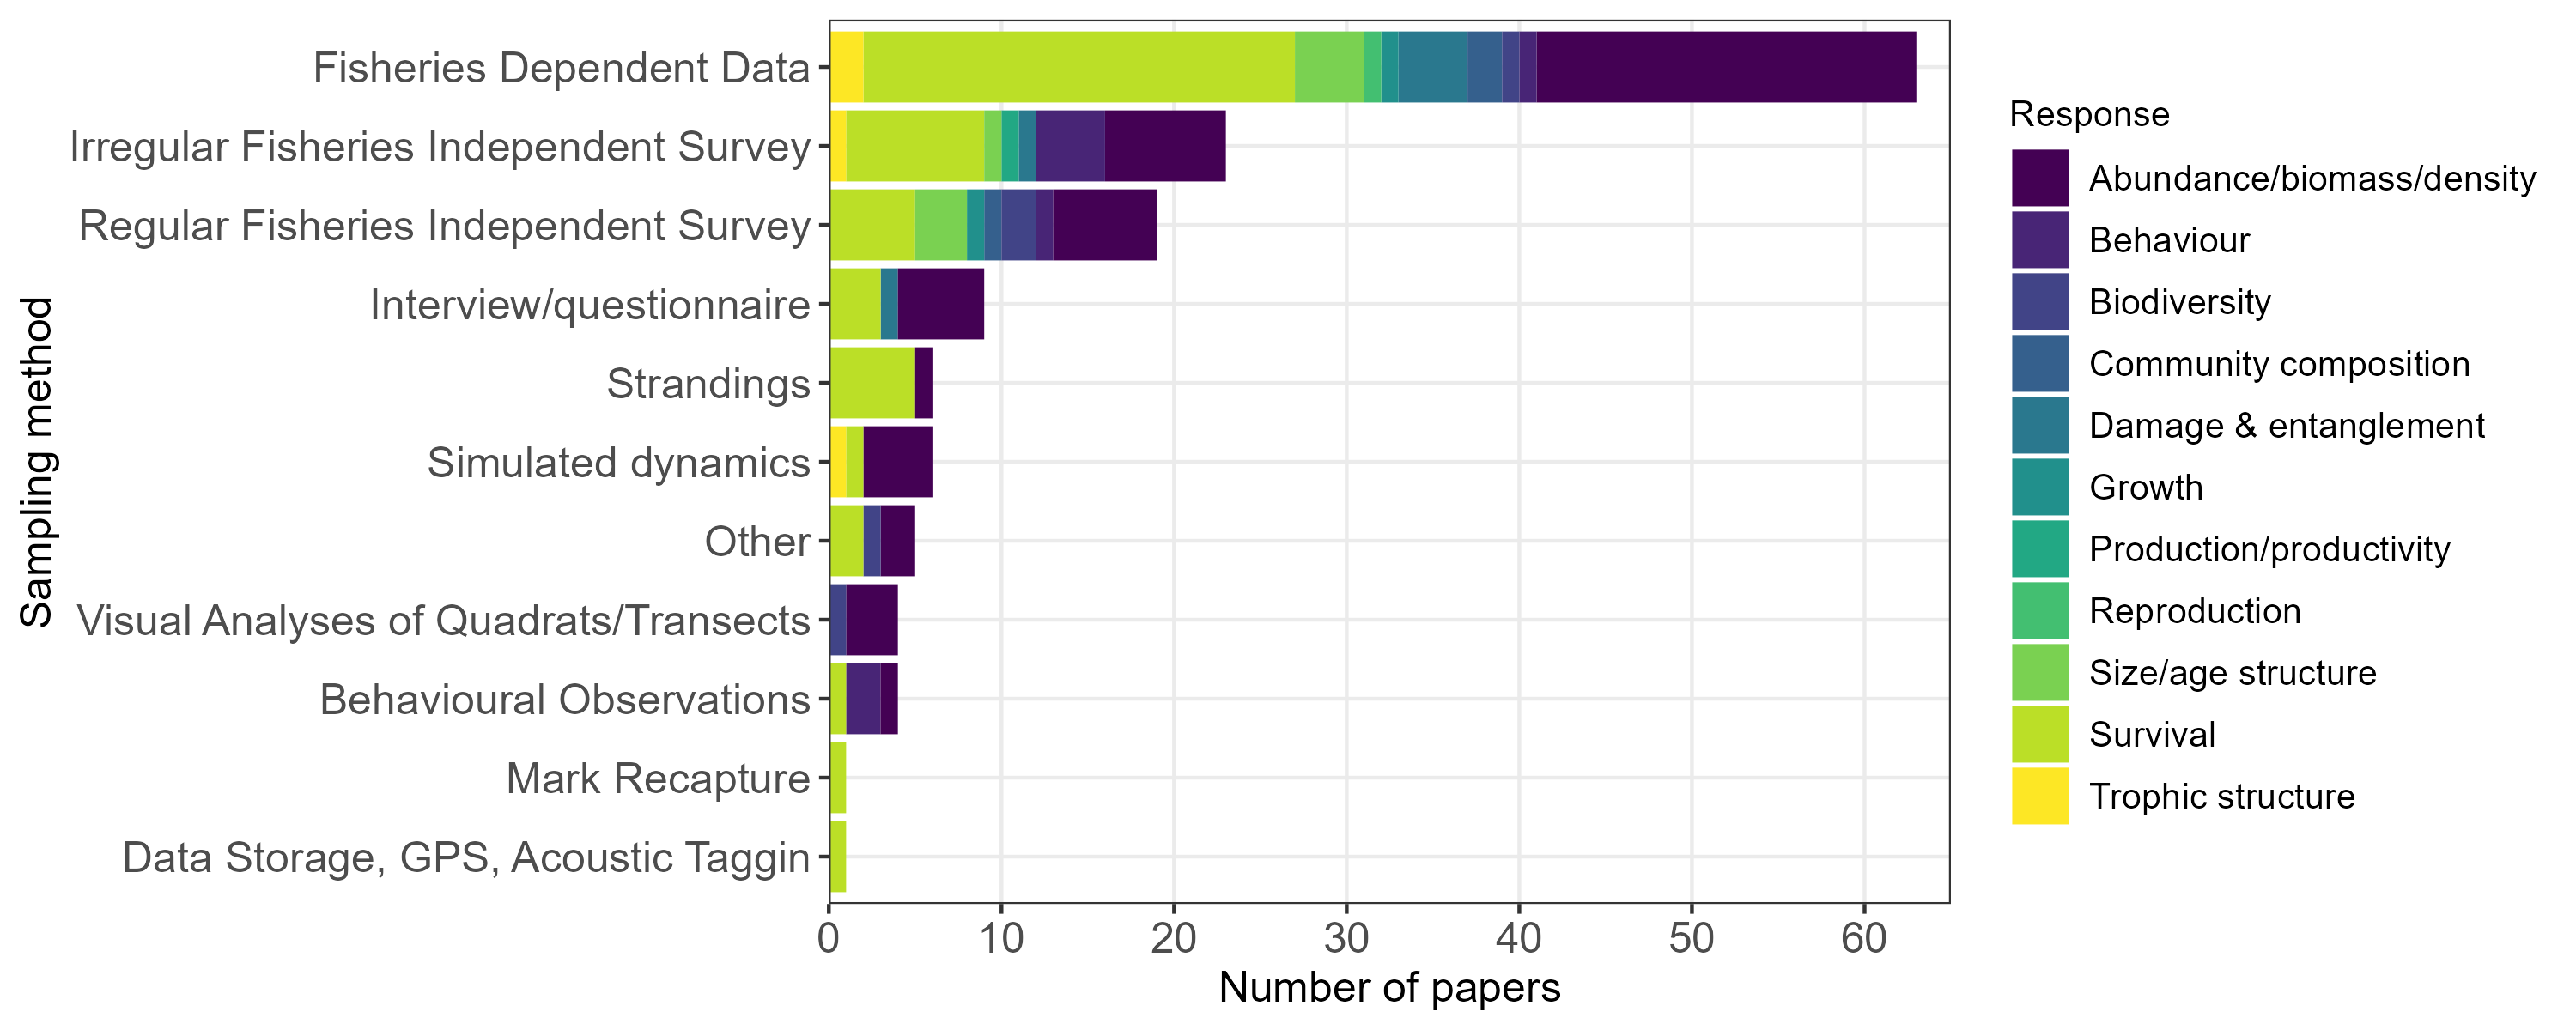 Fisheries Dependent Data
Irregular Fisheries Independent Survey
Regular Fisheries Independent Survey
Interview/questionnaire
Strandings
Simulated dynamics
Other
Visual Analyses of Quadrats/Transects
Behavioural Observations
Mark Recapture
Data Storage, GPS, Acoustic Taggin
Sampling method
0 10 20 30 40 50 60
Number of papers
Response
Abundance/biomass/density
Behaviour
Biodiversity
Community composition
Damage & entanglement
Growth
Production/productivity
Reproduction
Size/age structure
Survival
Trophic structure